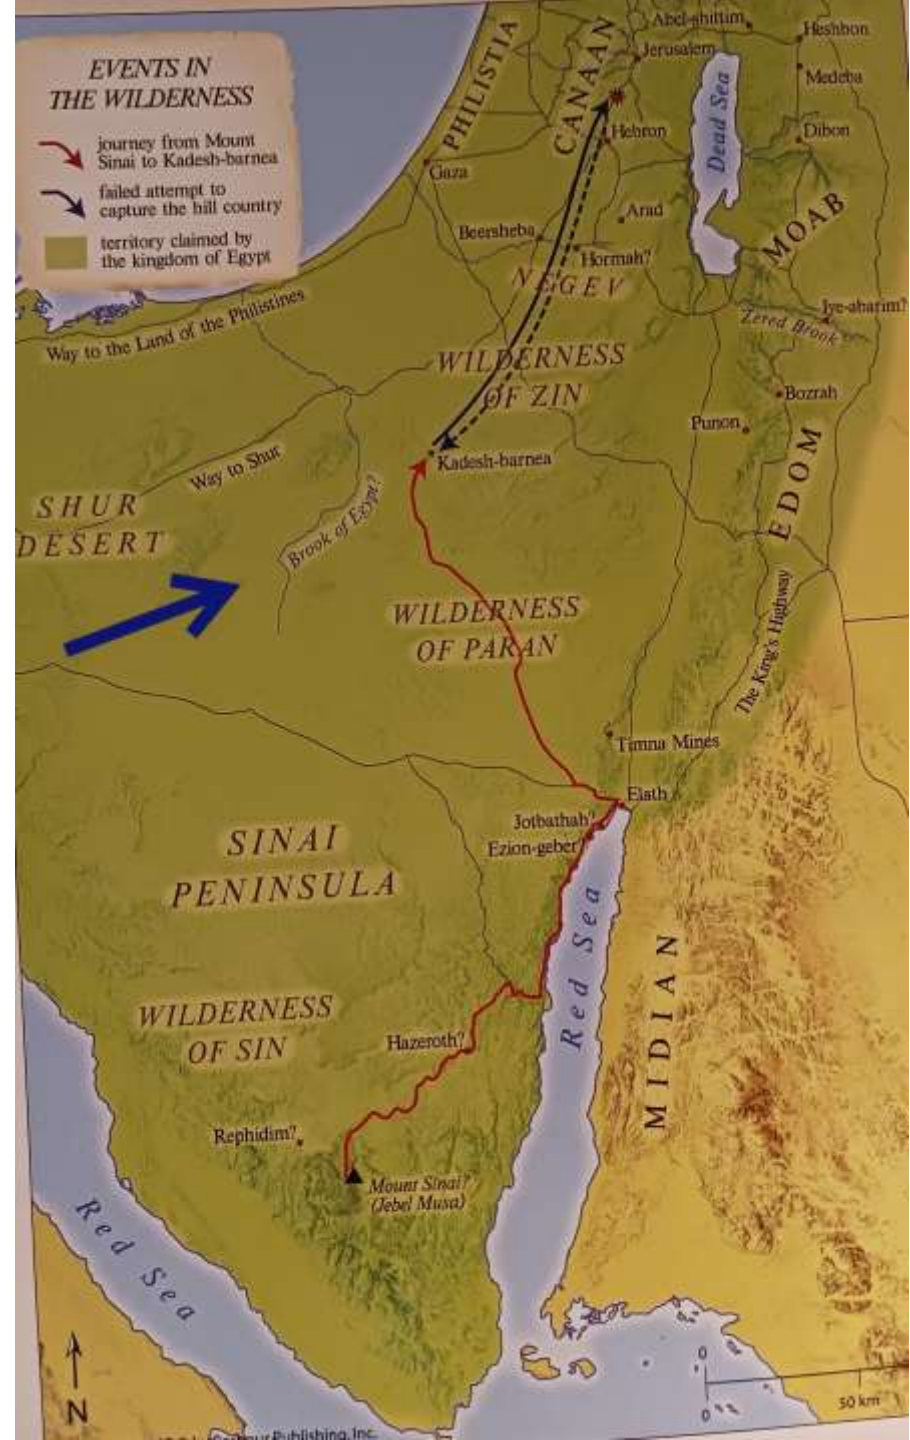 EVENTS IN
THE WILDERNESS
journey from Mount
Sinai to Kadesh-barnea
failed attempt to
capture the hill country
territory claimed by
the kingdom of Egypt
PHILISTIA
CANAAN
Abel-shittim
Heshbon
Jerusalem
Medeba
Dead Sea
Hebron
Dibon
Gaza
Arad
MOAB
Beersheba
Hormah?
NEGEV
Iye-abarim?
Zered Brook
Way to the Land of the Philistines
WILDERNESS
OF ZIN
Bozrah
Punon
EDOM
Way to Shur
Kadesh-barnea
Brook of Egypt?
SHUR
DESERT
WILDERNESS
OF PARAN
The King's Highway
Timna Mines
Elath
Jotbathah?
Ezion-geber
SINAI
PENINSULA
Red Sea
MIDIAN
WILDERNESS
OF SIN
Hazeroth?
Rephidim?
Mount Sinai?
(Jebel Musa)
Red Sea
N
0
50 km
0
Publishing, Inc.